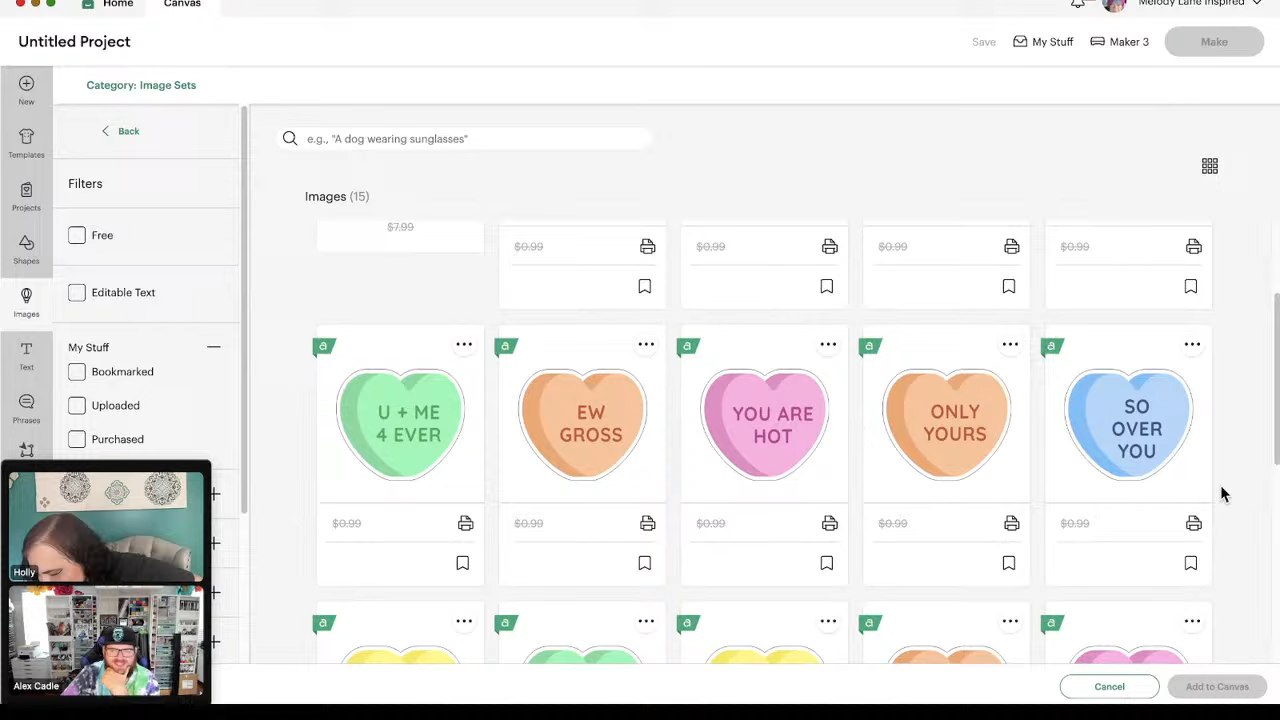 Home
Canvas
Melody Lane Inspired
Untitled Project
Save
My Stuff
Maker 3
Make
Category: Image Sets
New
Templates
Projects
Shapes
Images
Text
Phrases
Back
Filters
Free
Editable Text
My Stuff
Bookmarked
Uploaded
Purchased
e.g., "A dog wearing sunglasses"
Images (15)
$7.99
$0.99
$0.99
$0.99
$0.99
a
a
a
a
a
U + ME
4 EVER
EW
GROSS
YOU ARE
HOT
ONLY
YOURS
SO
OVER
YOU
$0.99
$0.99
$0.99
$0.99
$0.99
a
a
a
a
a
Holly
Alex Cadle
Cancel
Add to Canvas